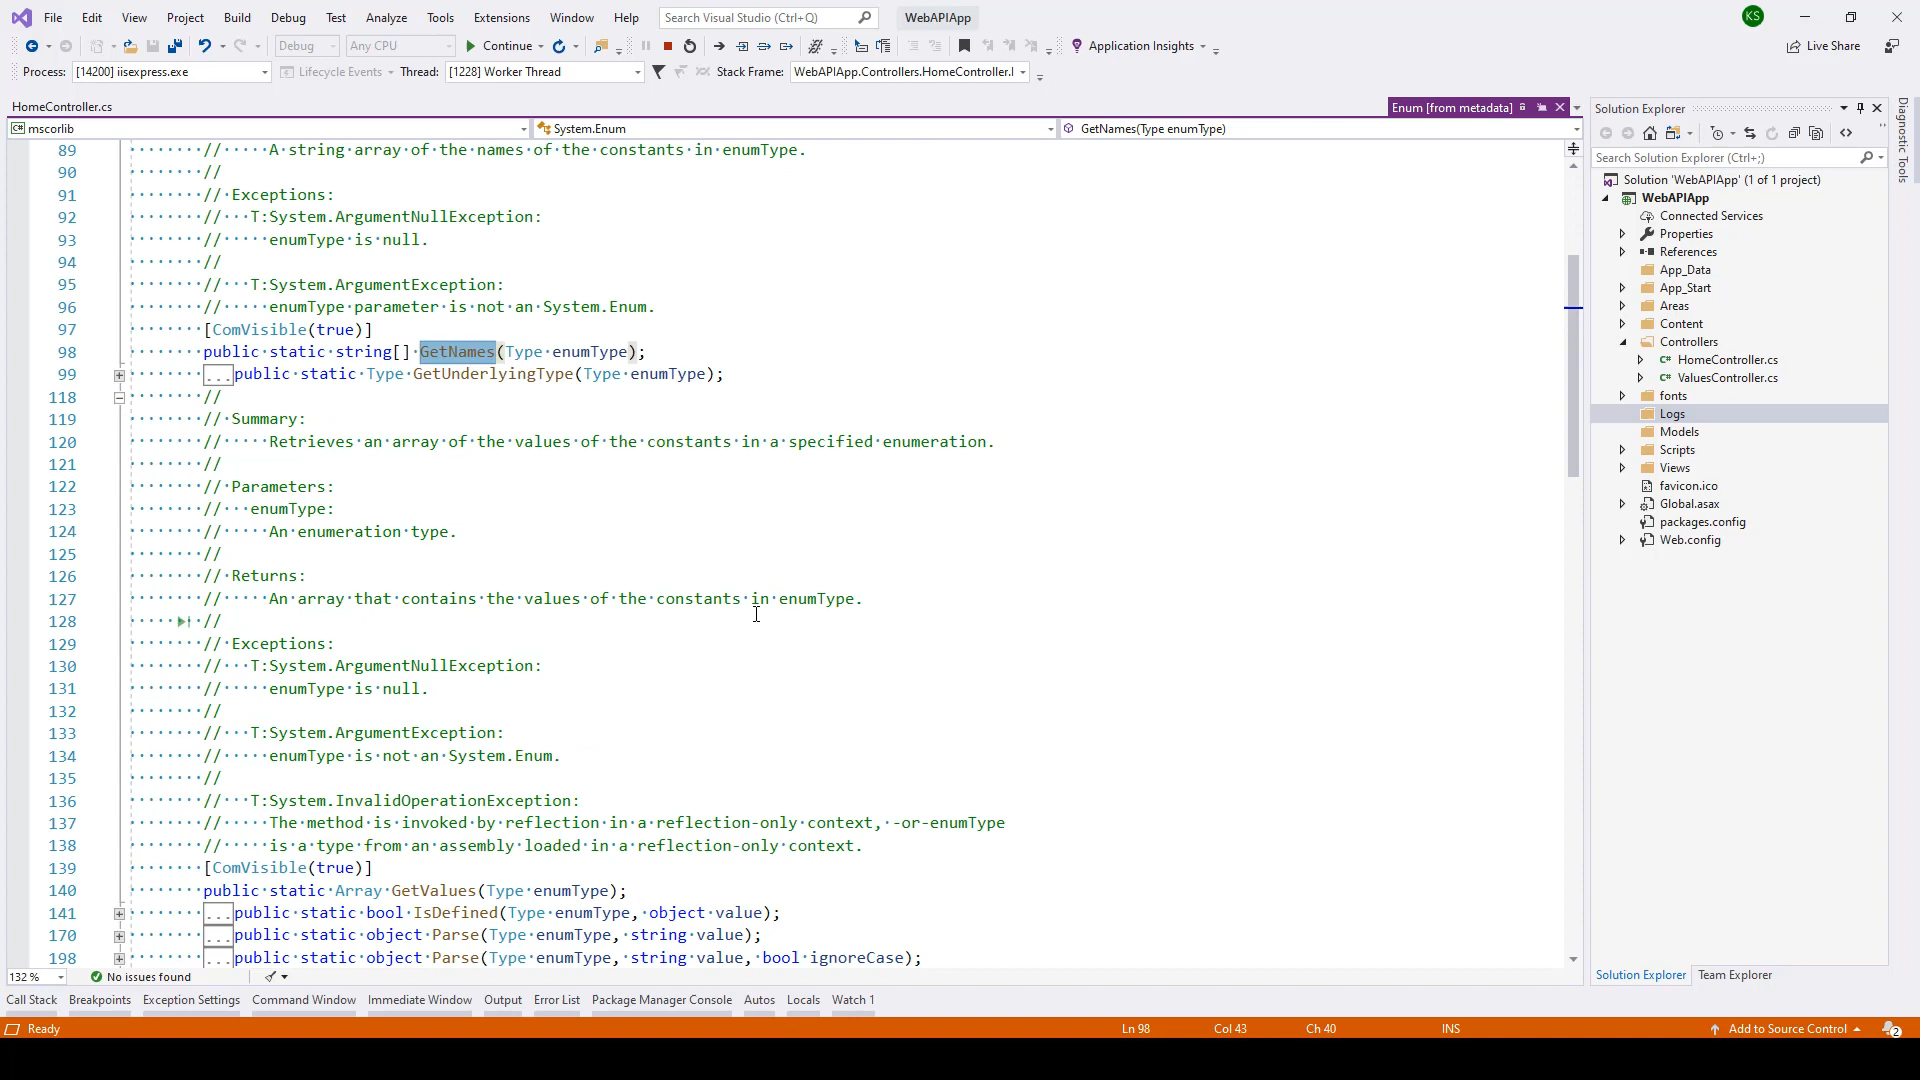 File Edit View Project Build Debug Test Analyze Tools Extensions Window Help Search Visual Studio (Ctrl+Q) WebAPIApp KS
Debug Any CPU Continue Application Insights Live Share
Process: [14200] iisexpress.exe Lifecycle Events Thread: [1228] Worker Thread Stack Frame: WebAPIApp.Controllers.HomeController.I
HomeController.cs Enum [from metadata] Solution Explorer
mscorlib System.Enum GetNames(Type enumType)
89 // A string array of the names of the constants in enumType.
90 //
91 // Exceptions:
92 // T:System.ArgumentNullException:
93 // enumType is null.
94 //
95 // T:System.ArgumentException:
96 // enumType parameter is not an System.Enum.
97 [ComVisible(true)]
98 public static string[] GetNames(Type enumType);
99 ...public static Type GetUnderlyingType(Type enumType);
118 //
119 // Summary:
120 // Retrieves an array of the values of the constants in a specified enumeration.
121 //
122 // Parameters:
123 // enumType:
124 // An enumeration type.
125 //
126 // Returns:
127 // An array that contains the values of the constants in enumType.
128 //
129 // Exceptions:
130 // T:System.ArgumentNullException:
131 // enumType is null.
132 //
133 // T:System.ArgumentException:
134 // enumType is not an System.Enum.
135 //
136 // T:System.InvalidOperationException:
137 // The method is invoked by reflection in a reflection-only context, -or-enumType
138 // is a type from an assembly loaded in a reflection-only context.
139 [ComVisible(true)]
140 public static Array GetValues(Type enumType);
141 ...public static bool IsDefined(Type enumType, object value);
170 ...public static object Parse(Type enumType, string value);
198 ...public static object Parse(Type enumType, string value, bool ignoreCase);
132 % No issues found
Search Solution Explorer (Ctrl+;)
Solution 'WebAPIApp' (1 of 1 project)
WebAPIApp
Connected Services
Properties
References
App_Data
App_Start
Areas
Content
Controllers
HomeController.cs
ValuesController.cs
fonts
Logs
Models
Scripts
Views
favicon.ico
Global.asax
packages.config
Web.config
Solution Explorer Team Explorer
Diagnostic Tools
Call Stack Breakpoints Exception Settings Command Window Immediate Window Output Error List Package Manager Console Autos Locals Watch 1
Ready Ln 98 Col 43 Ch 40 INS Add to Source Control 2